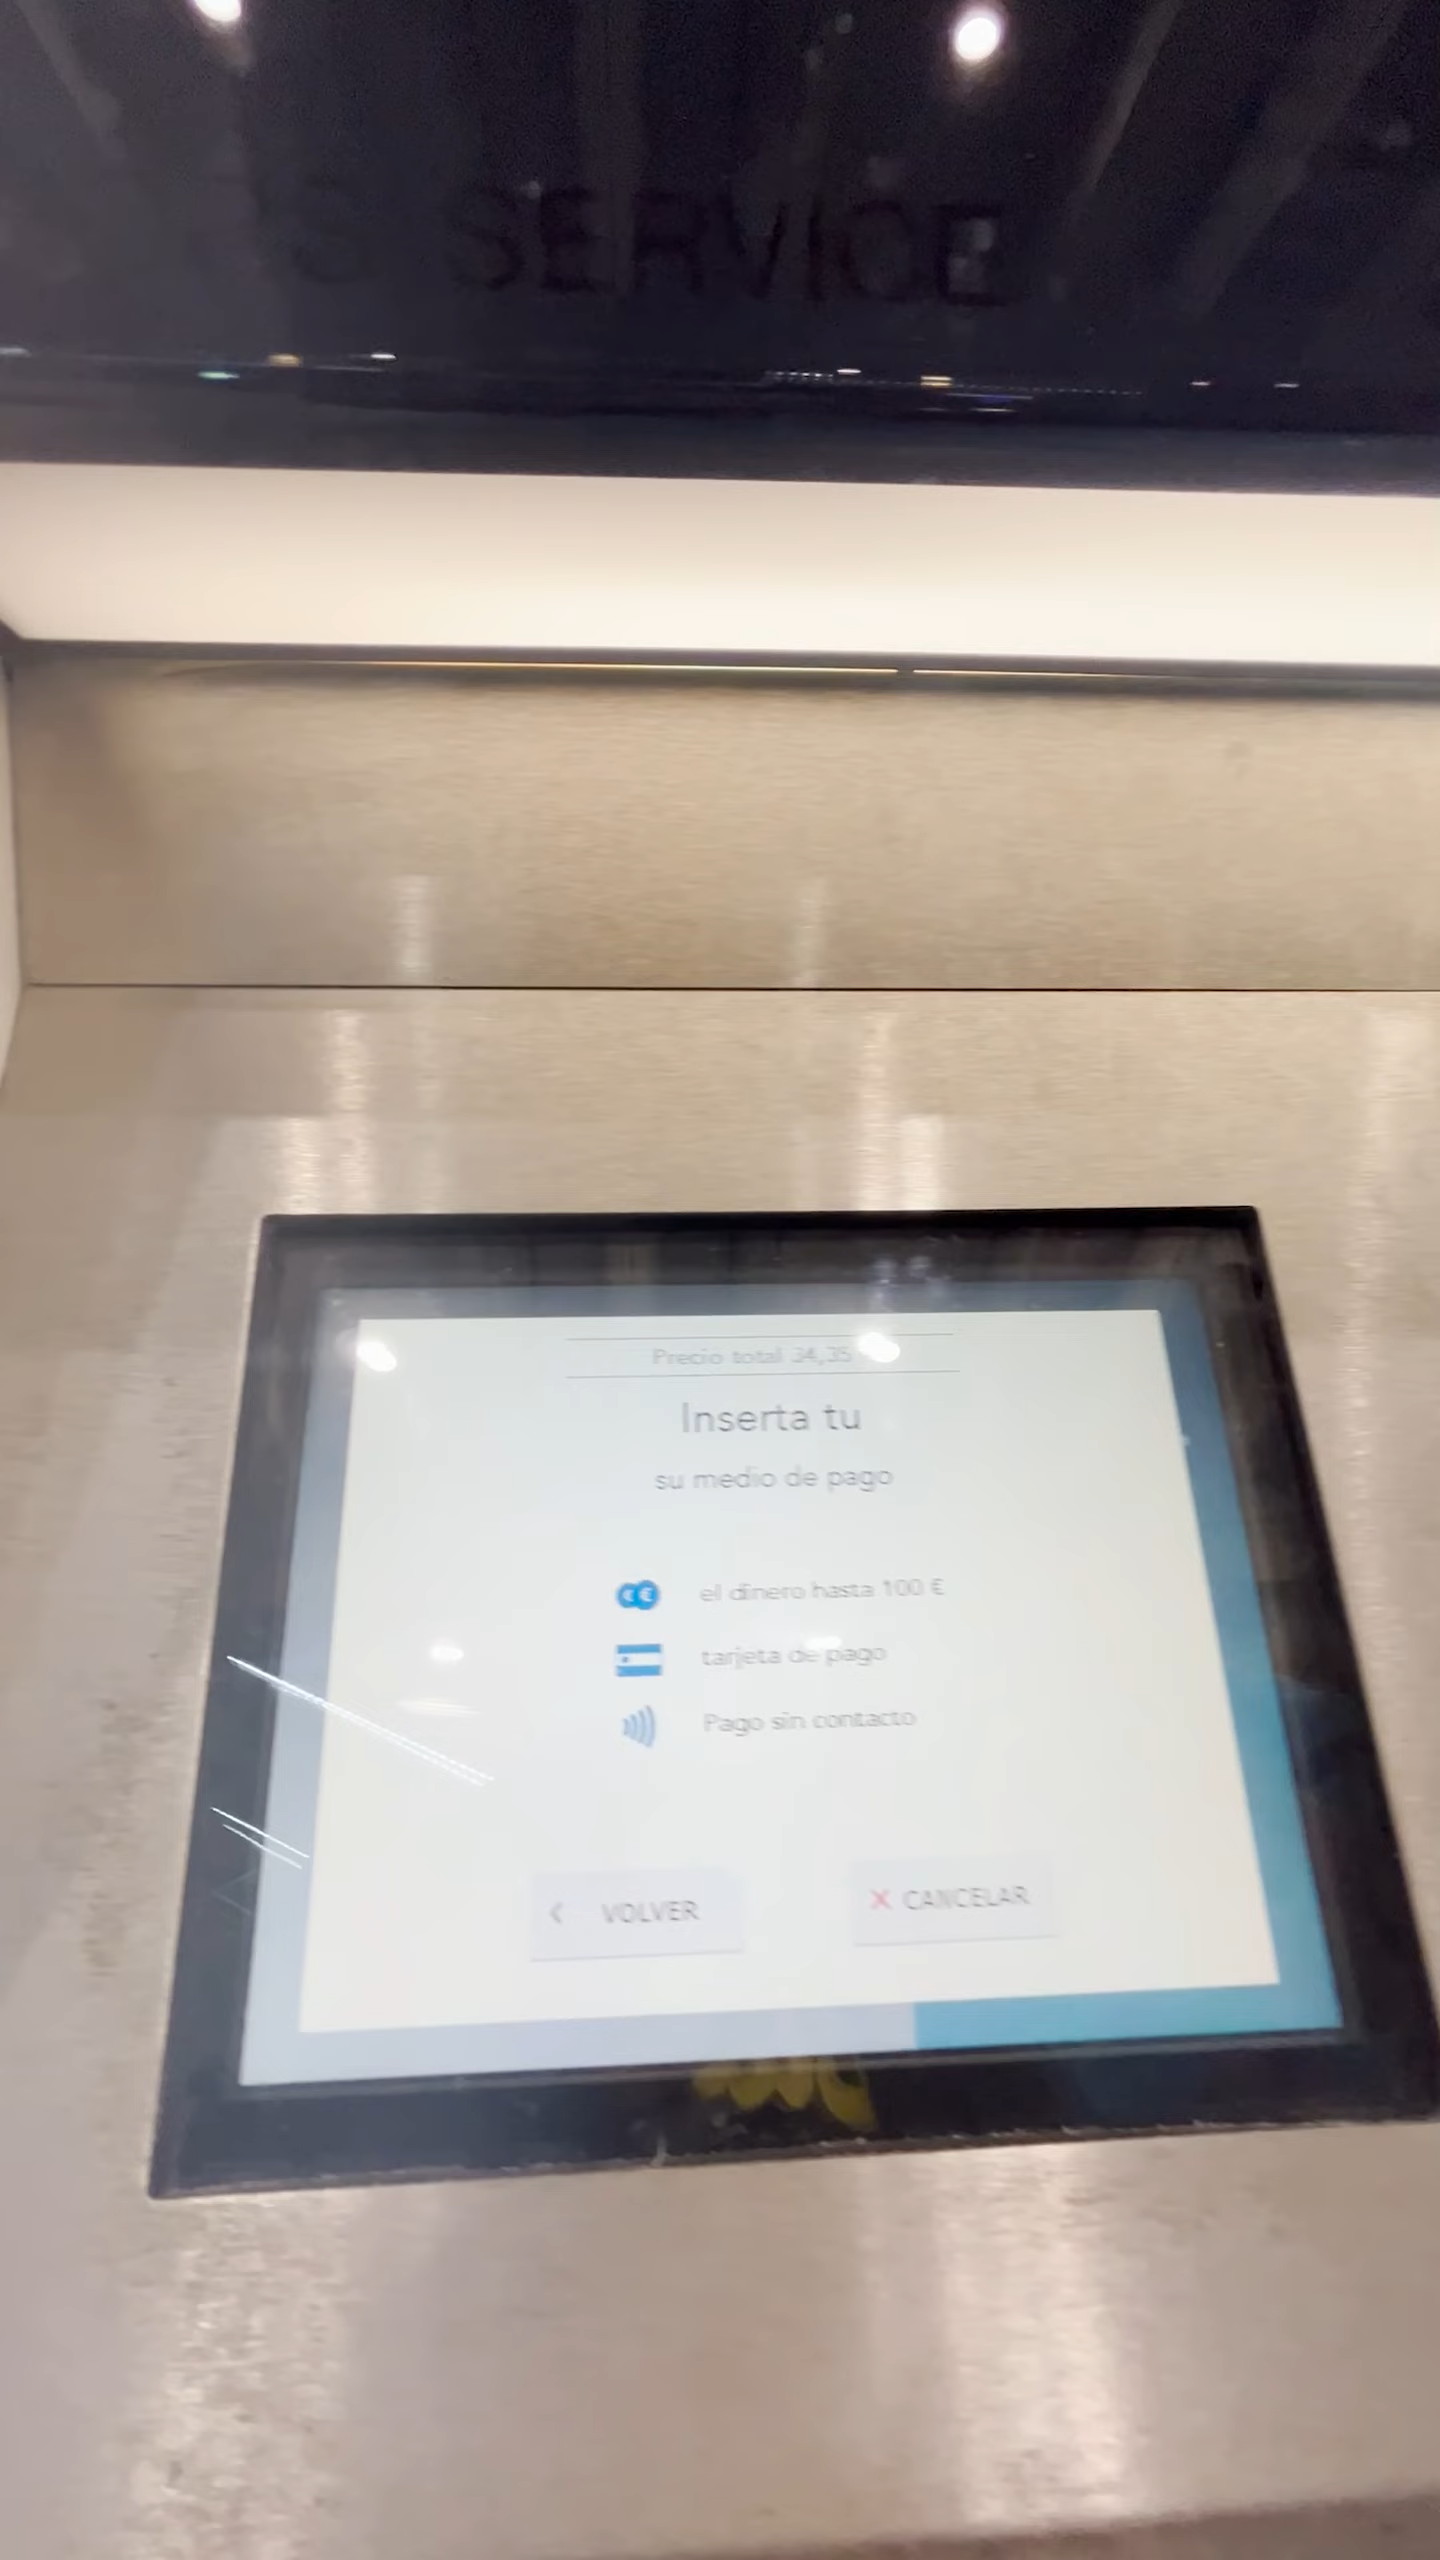 SERVICE
Precio total 34,35
Inserta tu
su medio de pago
el dinero hasta 100 €
tarjeta de pago
Pago sin contacto
< VOLVER
X CANCELAR